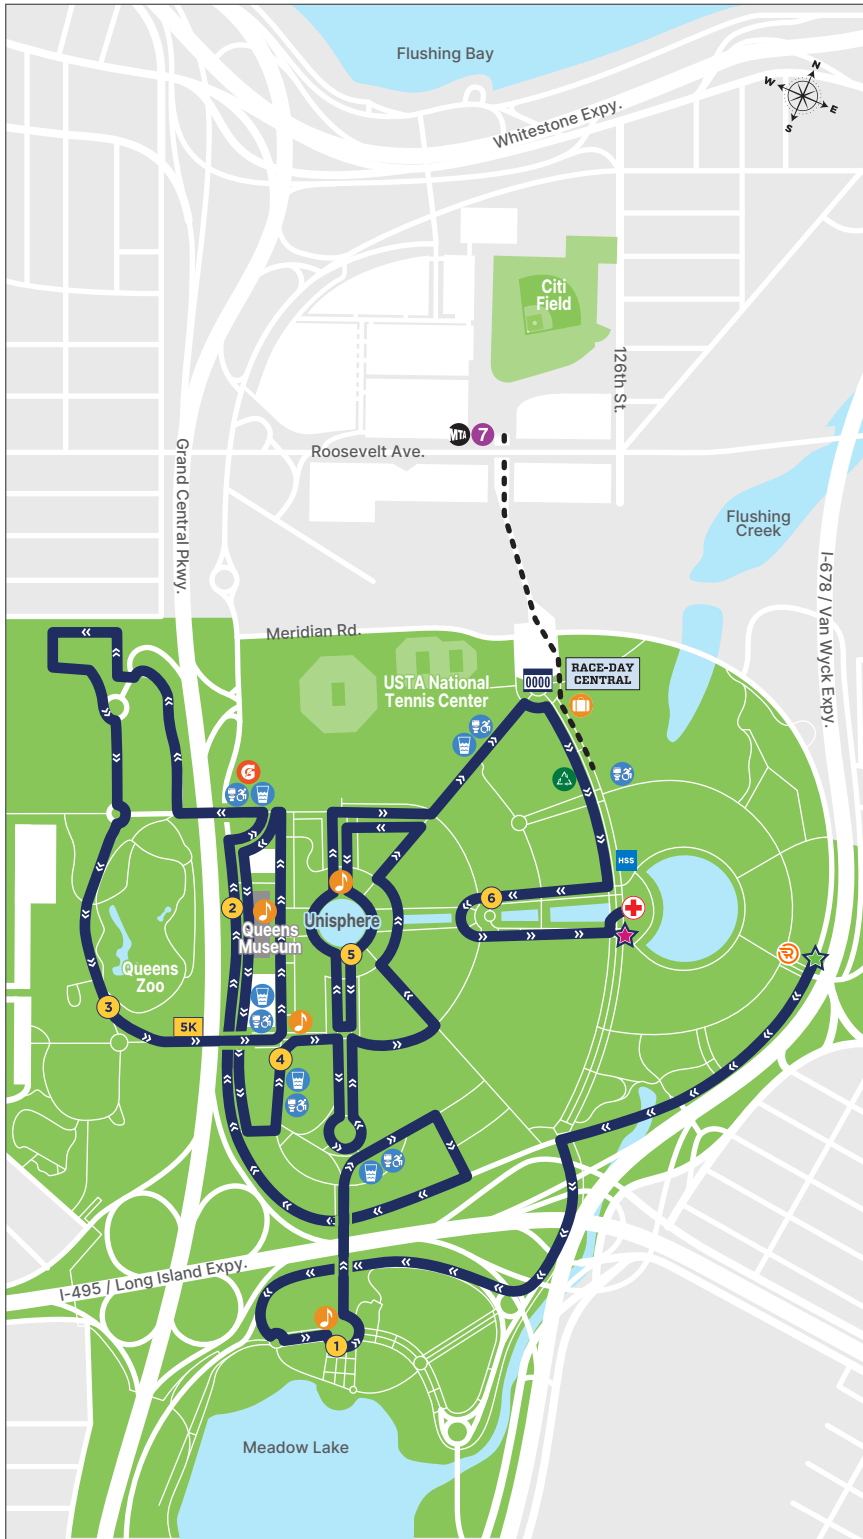 Flushing Bay
N
W
E
S
Whitestone Expy.
Citi
Field
126th St.
MTA
7
Roosevelt Ave.
Grand Central Pkwy.
Flushing
Creek
I-678 / Van Wyck Expy.
Meridian Rd.
USTA National
Tennis Center
0000
RACE-DAY
CENTRAL
G
HSS
6
2
Unisphere
Queens
Museum
5
R
Queens
Zoo
3
5K
4
I-495 / Long Island Expy.
1
Meadow Lake